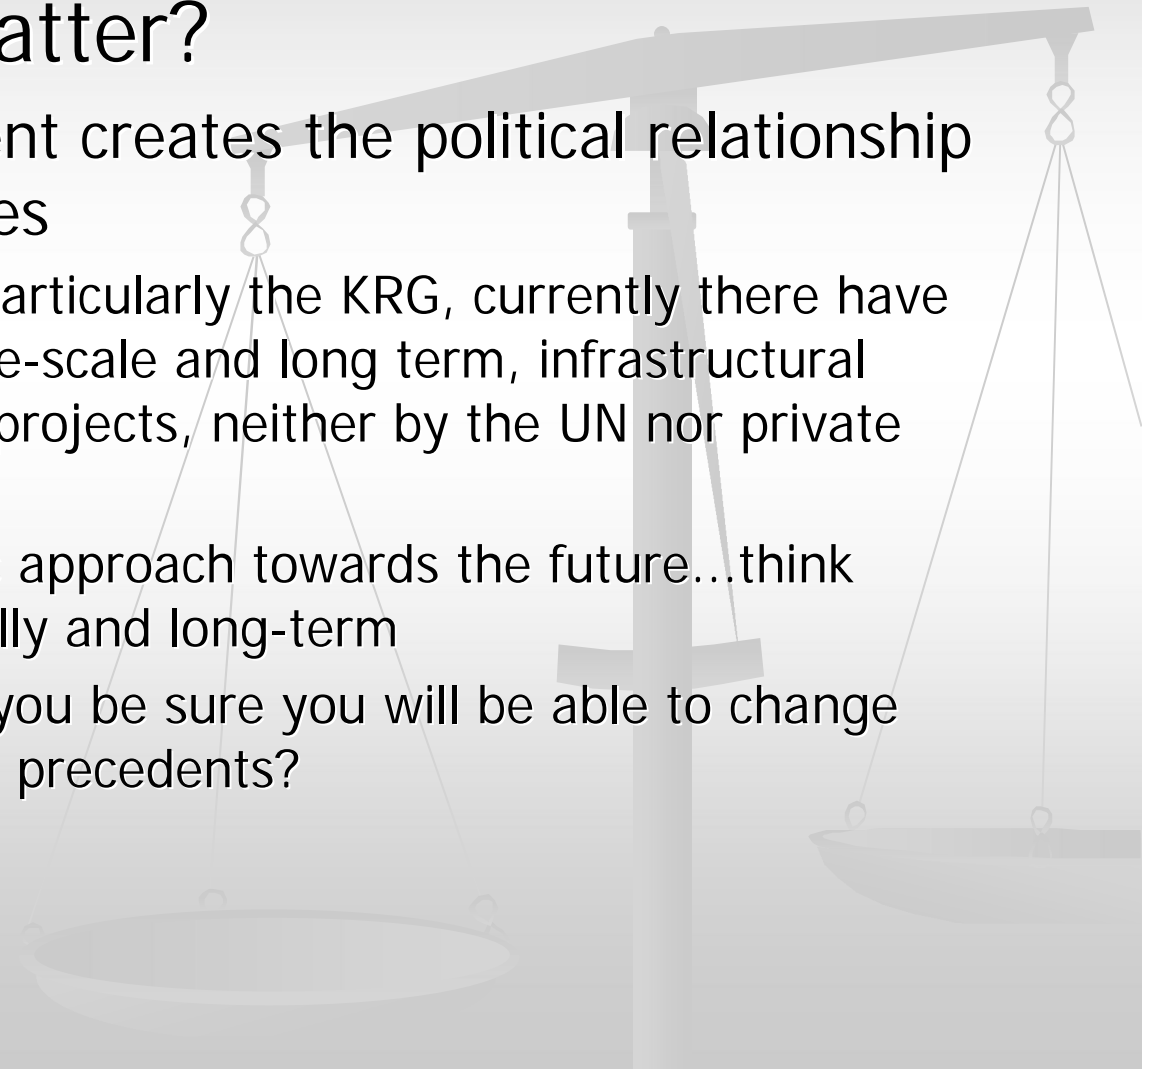 atter?
ent creates the political relationship
es
articularly the KRG, currently there have
e-scale and long term, infrastructural
projects, neither by the UN nor private
approach towards the future...think
lly and long-term
you be sure you will be able to change
precedents?